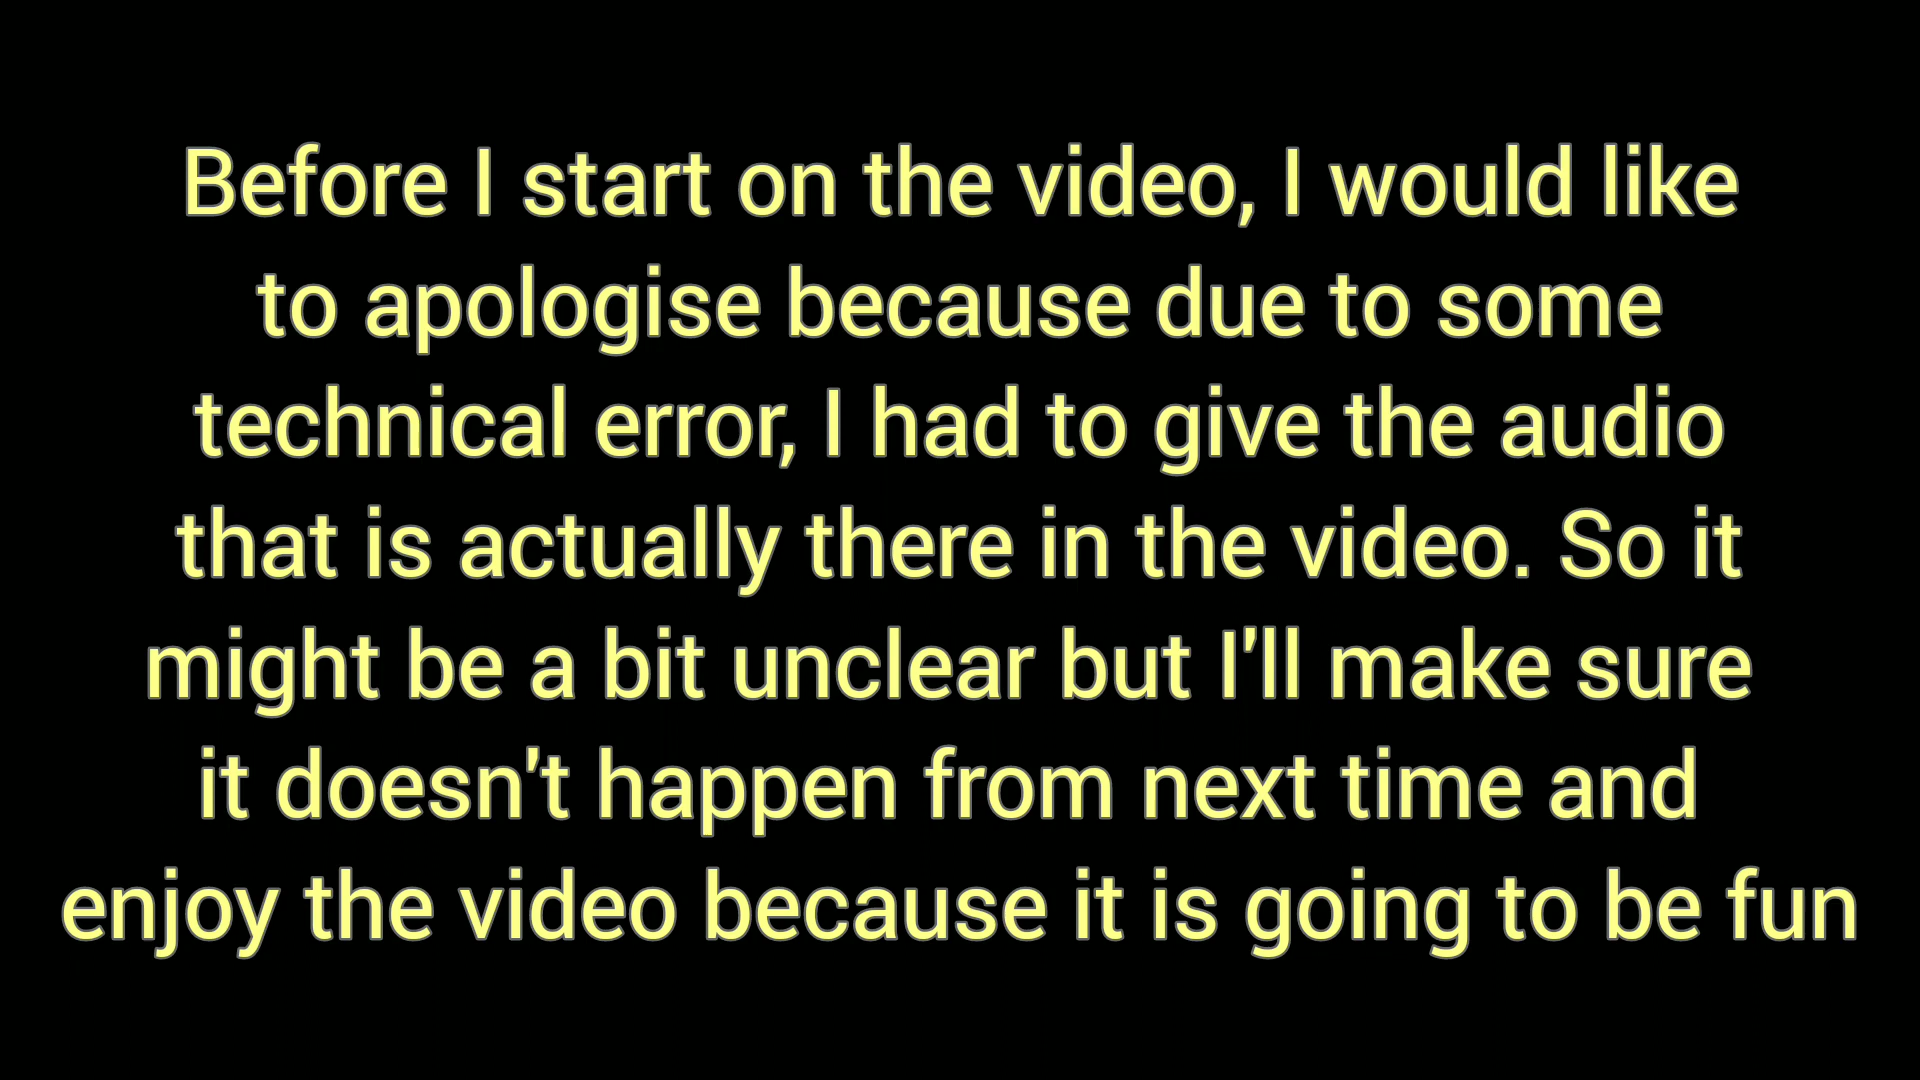 Before I start on the video, I would like
to apologise because due to some
technical error, I had to give the audio
that is actually there in the video. So it
might be a bit unclear but I'll make sure
it doesn't happen from next time and
enjoy the video because it is going to be fun